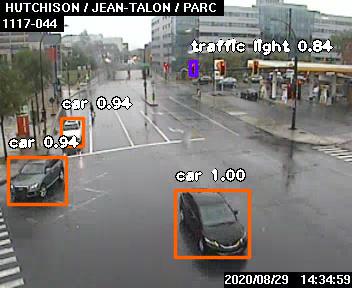 HUTCHISON / JEAN-TALON / PARC
1117-044
traffic light 0.84
car 0.94
car 0.94
car 1.00
2020/08/29 14:34:59